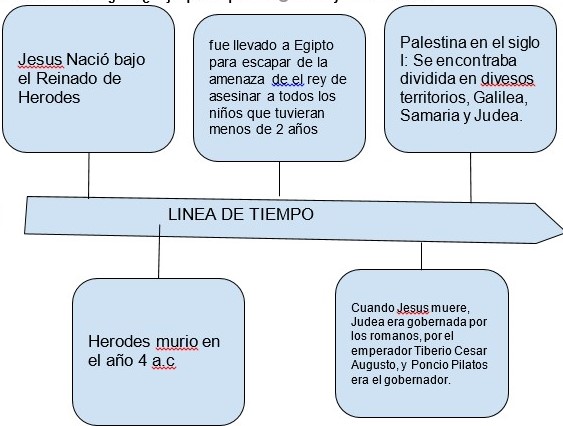 Jesus Nació bajo
el Reinado de
Herodes
fue llevado a Egipto
para escapar de la
amenaza de el rey de
asesinar a todos los
niños que tuvieran
menos de 2 años
Palestina en el siglo
I: Se encontraba
dividida en divesos
territorios, Galilea,
Samaria y Judea.
LINEA DE TIEMPO
Herodes murio en
el año 4 a.c
Cuando Jesus muere,
Judea era gobernada por
los romanos, por el
emperador Tiberio Cesar
Augusto, y Poncio Pilatos
era el gobernador.